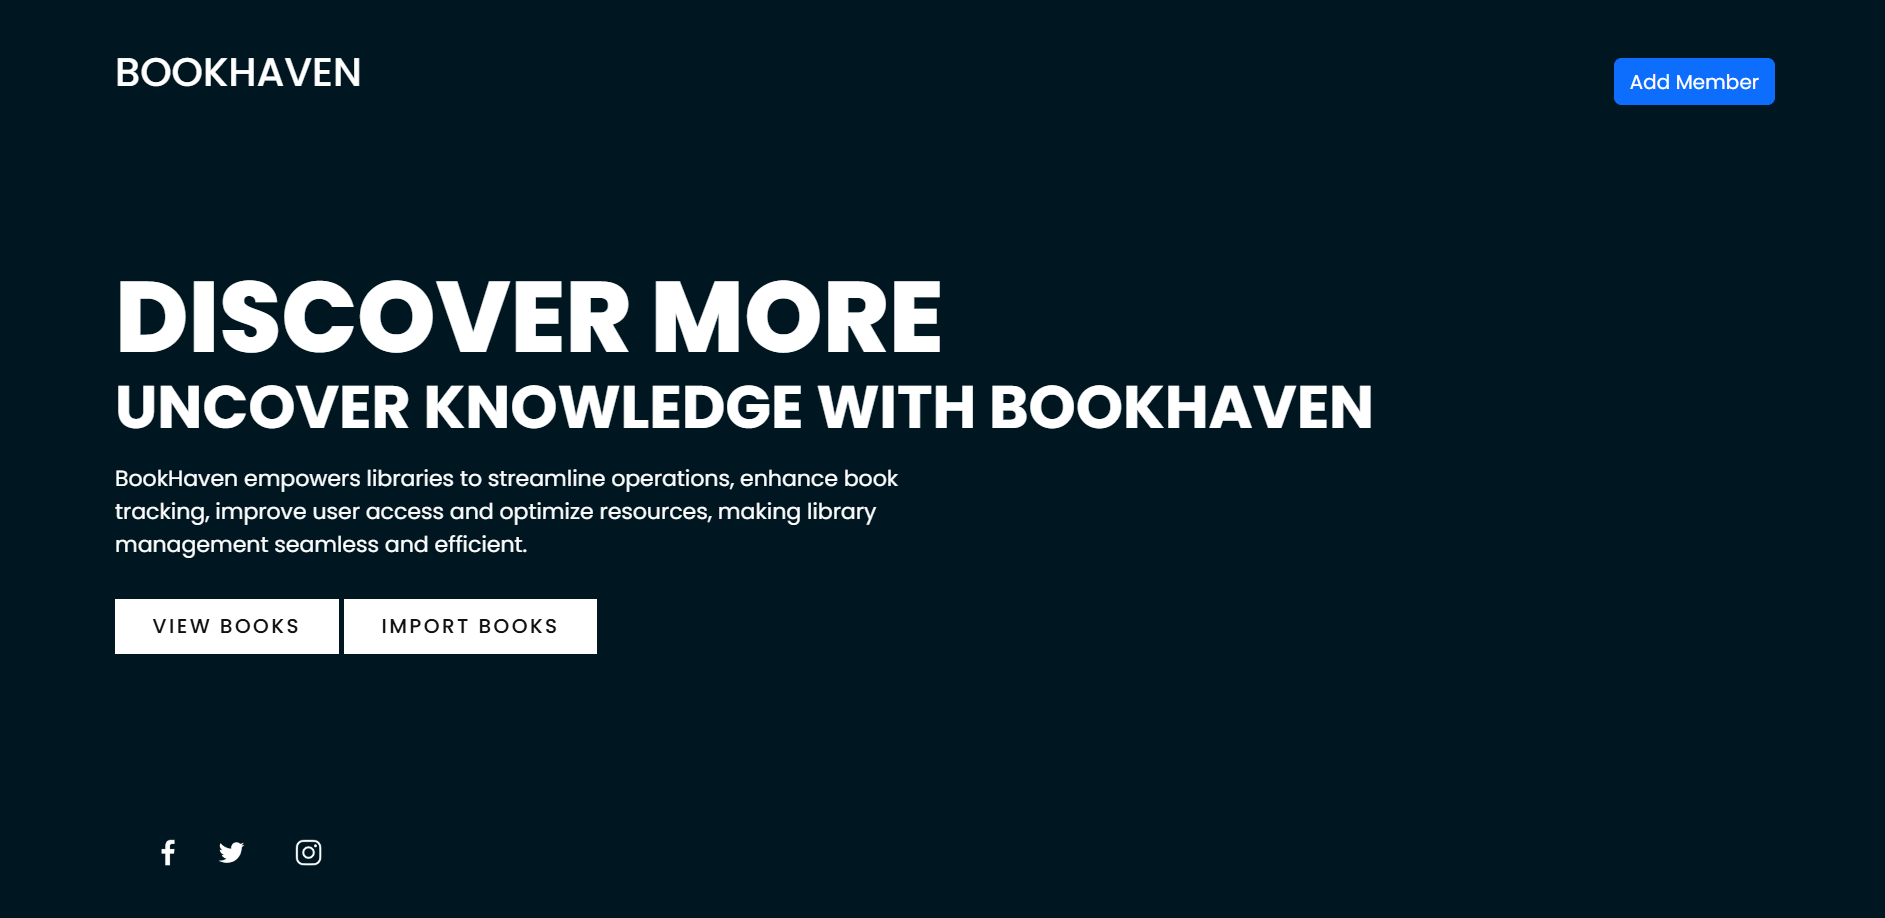 BOOKHAVEN
Add Member
DISCOVER MORE
UNCOVER KNOWLEDGE WITH BOOKHAVEN
BookHaven empowers libraries to streamline operations, enhance book
tracking, improve user access and optimize resources, making library
management seamless and efficient.
VIEW BOOKS
IMPORT BOOKS